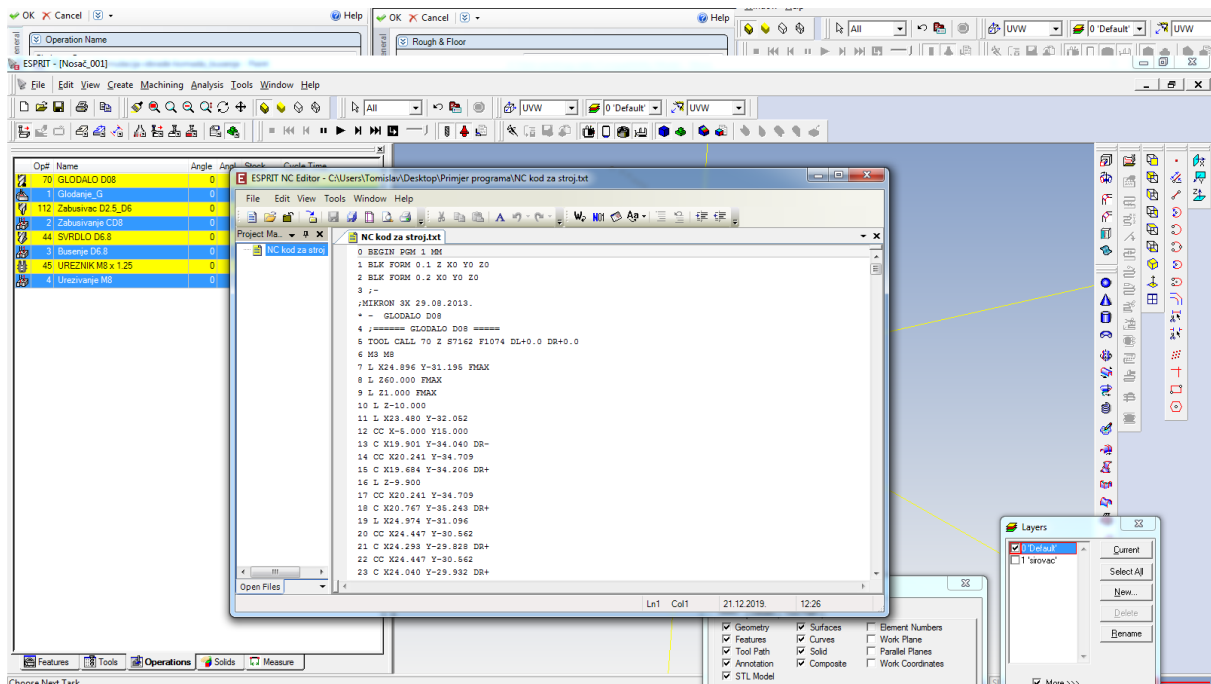 OK Cancel Help
OK Cancel Help
General
Operation Name
General
Rough & Floor
All
UVW
0 'Default'
UVW
ESPRIT - [Nosač_001]
File Edit View Create Machining Analysis Tools Window Help
All
UVW
0 'Default'
UVW
Op# Name Angle Angl Stock Cycle Time
70 GLODALO D08 0
1 Glodanje_G 0
112 Zabusivac D2.5_D6 0
2 Zabusivanje CD8 0
44 SVRDLO D6.8 0
3 Busenje D6.8 0
45 UREZNIK M8 x 1.25 0
4 Urezivanje M8 0
ESPRIT NC Editor - C:\Users\Tomislav\Desktop\Primjer programa\NC kod za stroj.txt
File Edit View Tools Window Help
Project Ma..
NC kod za stroj
NC kod za stroj.txt
0 BEGIN PGM 1 MM
1 BLK FORM 0.1 Z X0 Y0 Z0
2 BLK FORM 0.2 X0 Y0 Z0
3 ;-
;MIKRON 3X 29.08.2013.
* - GLODALO D08
4 ;====== GLODALO D08 =====
5 TOOL CALL 70 Z S7162 F1074 DL+0.0 DR+0.0
6 M3 M8
7 L X24.896 Y-31.195 FMAX
8 L Z60.000 FMAX
9 L Z1.000 FMAX
10 L Z-10.000
11 L X23.480 Y-32.052
12 CC X-5.000 Y15.000
13 C X19.901 Y-34.040 DR-
14 CC X20.241 Y-34.709
15 C X19.684 Y-34.206 DR+
16 L Z-9.900
17 CC X20.241 Y-34.709
18 C X20.767 Y-35.243 DR+
19 L X24.974 Y-31.096
20 CC X24.447 Y-30.562
21 C X24.293 Y-29.828 DR+
22 CC X24.447 Y-30.562
23 C X24.040 Y-29.932 DR+
Open Files
Ln1 Col1 21.12.2019. 12:26
Layers
0 'Default'
1 'sirovac'
Current
Select All
New...
Delete
Rename
More >>>
Geometry Surfaces Element Numbers
Features Curves Work Plane
Tool Path Solid Parallel Planes
Annotation Composite Work Coordinates
STL Model
Features Tools Operations Solids Measure
Choose Next Task